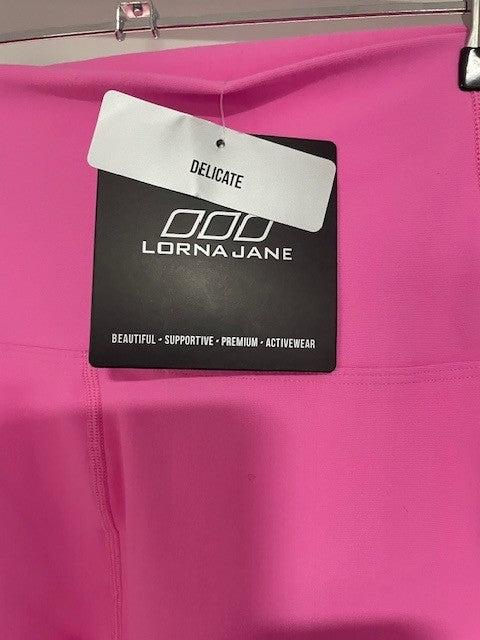 DELICATE
LORNA JANE
BEAUTIFUL - SUPPORTIVE - PREMIUM - ACTIVEWEAR